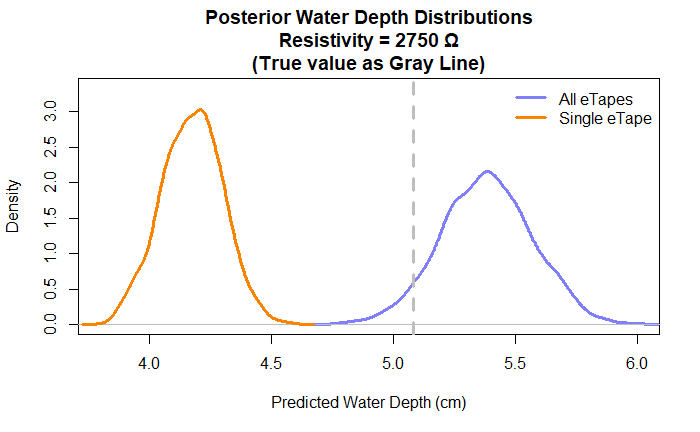 Posterior Water Depth Distributions
Resistivity = 2750 Ω
(True value as Gray Line)
All eTapes
Single eTape
Density
0.0 0.5 1.0 1.5 2.0 2.5 3.0
4.0 4.5 5.0 5.5 6.0
Predicted Water Depth (cm)